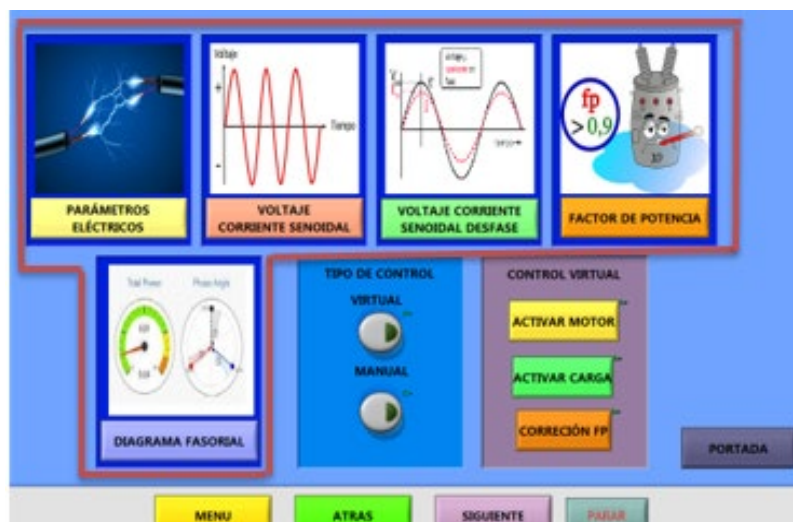 Voltaje
+
Tiempo
-
fp
> 0,9
PARÁMETROS
ELÉCTRICOS
VOLTAJE
CORRIENTE SENOIDAL
VOLTAJE CORRIENTE
SENOIDAL DESFASE
FACTOR DE POTENCIA
Total Power
Phase Angle
DIAGRAMA FASORIAL
TIPO DE CONTROL
VIRTUAL
MANUAL
CONTROL VIRTUAL
ACTIVAR MOTOR
ACTIVAR CARGA
CORRECIÓN FP
PORTADA
MENU
ATRAS
SIGUIENTE
PARAR